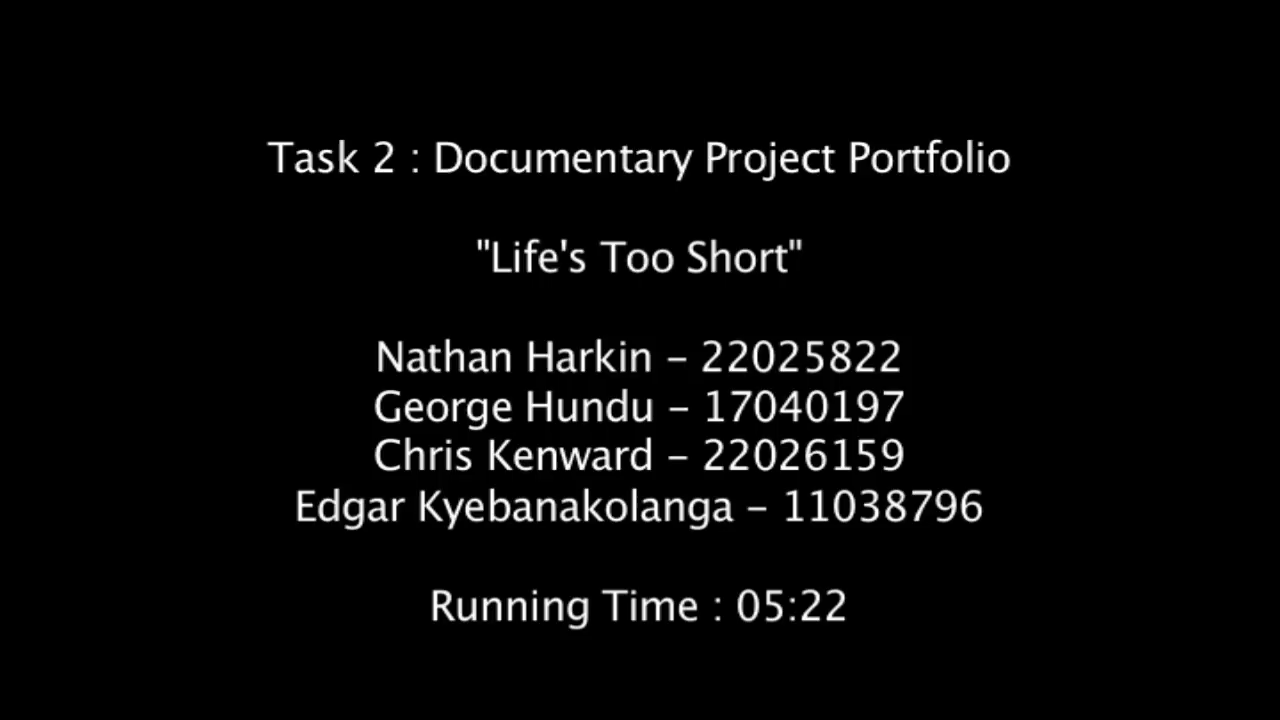 Task 2 : Documentary Project Portfolio
"Life's Too Short"
Nathan Harkin – 22025822
George Hundu – 17040197
Chris Kenward – 22026159
Edgar Kyebanakolanga – 11038796
Running Time : 05:22